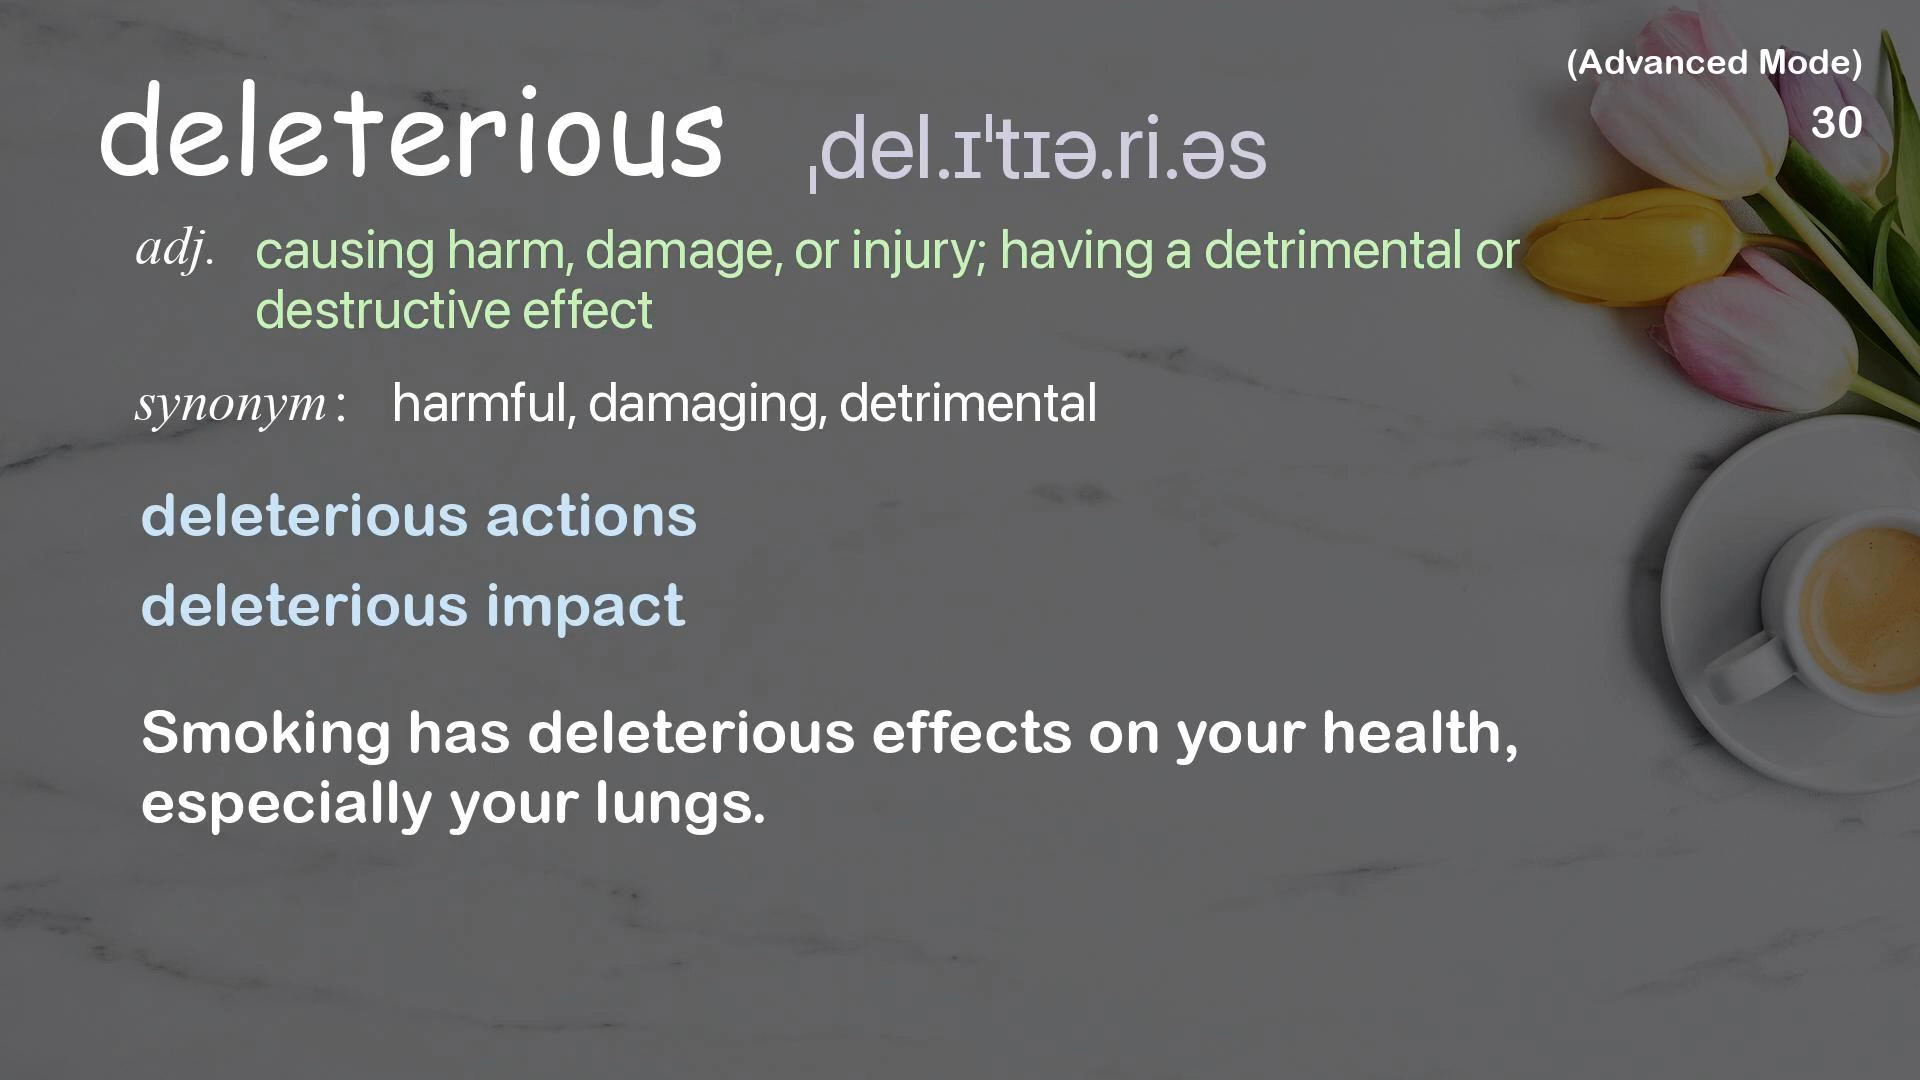 (Advanced Mode)
30
deleterious ˌdel.ɪˈtɪə.ri.əs
adj. causing harm, damage, or injury; having a detrimental or
destructive effect
synonym: harmful, damaging, detrimental
deleterious actions
deleterious impact
Smoking has deleterious effects on your health,
especially your lungs.